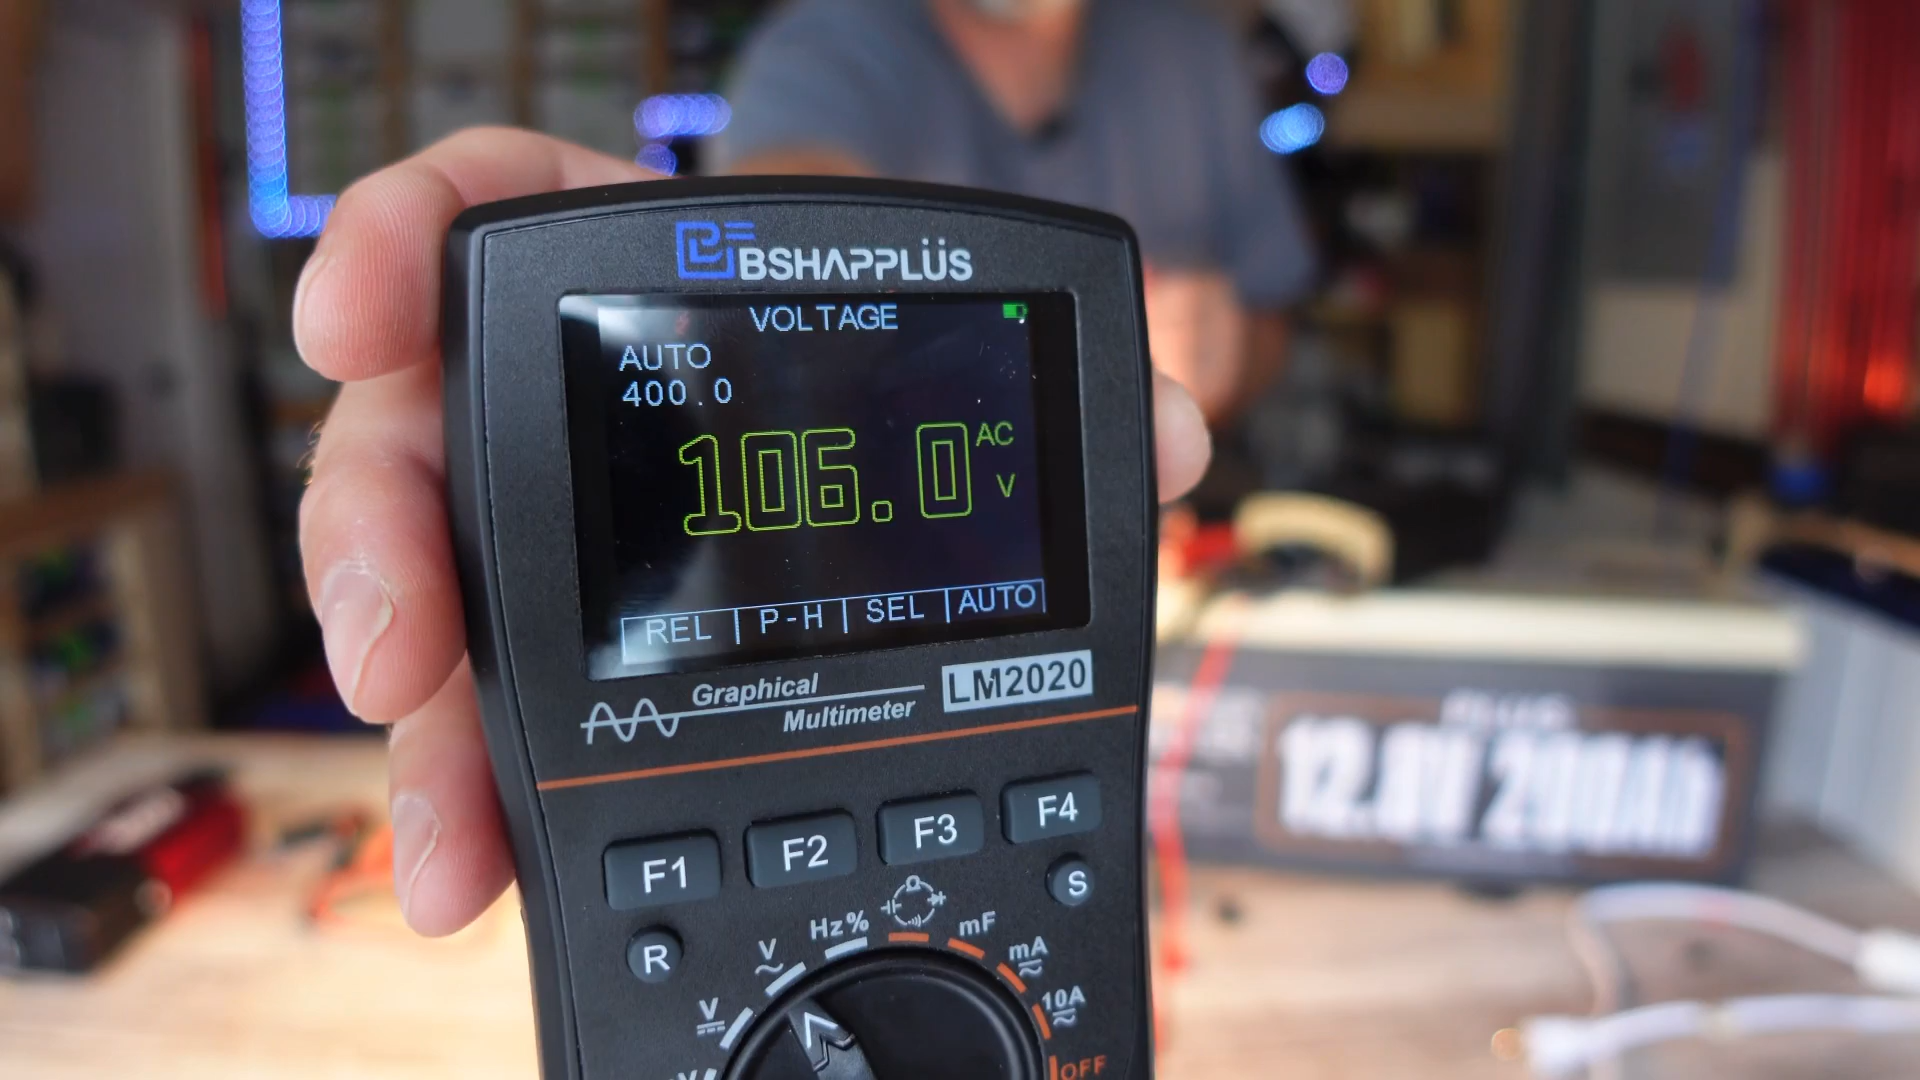 BSHAPPLÜS
VOLTAGE
AUTO
400.0
106.0 AC
V
REL P-H SEL AUTO
Graphical
Multimeter
LM2020
F1 F2 F3 F4
S
R
V Hz% mF
V mA
10A
OFF
12.8V 200Ah